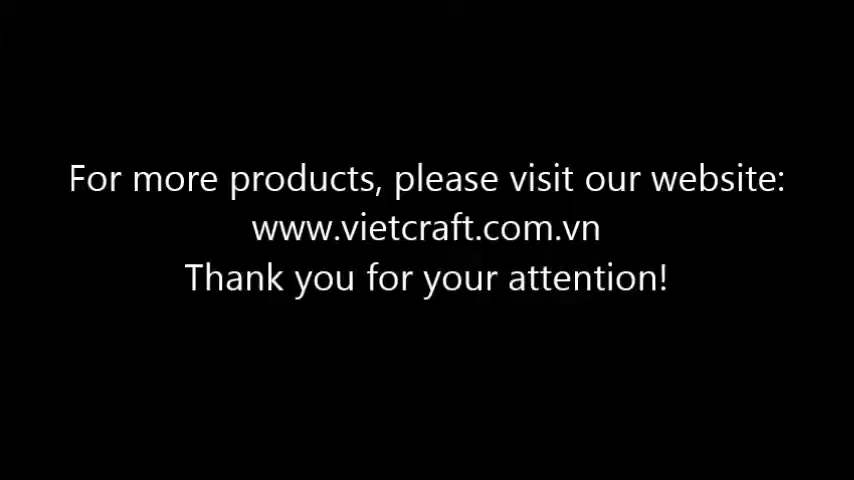 For more products, please visit our website:
www.vietcraft.com.vn
Thank you for your attention!